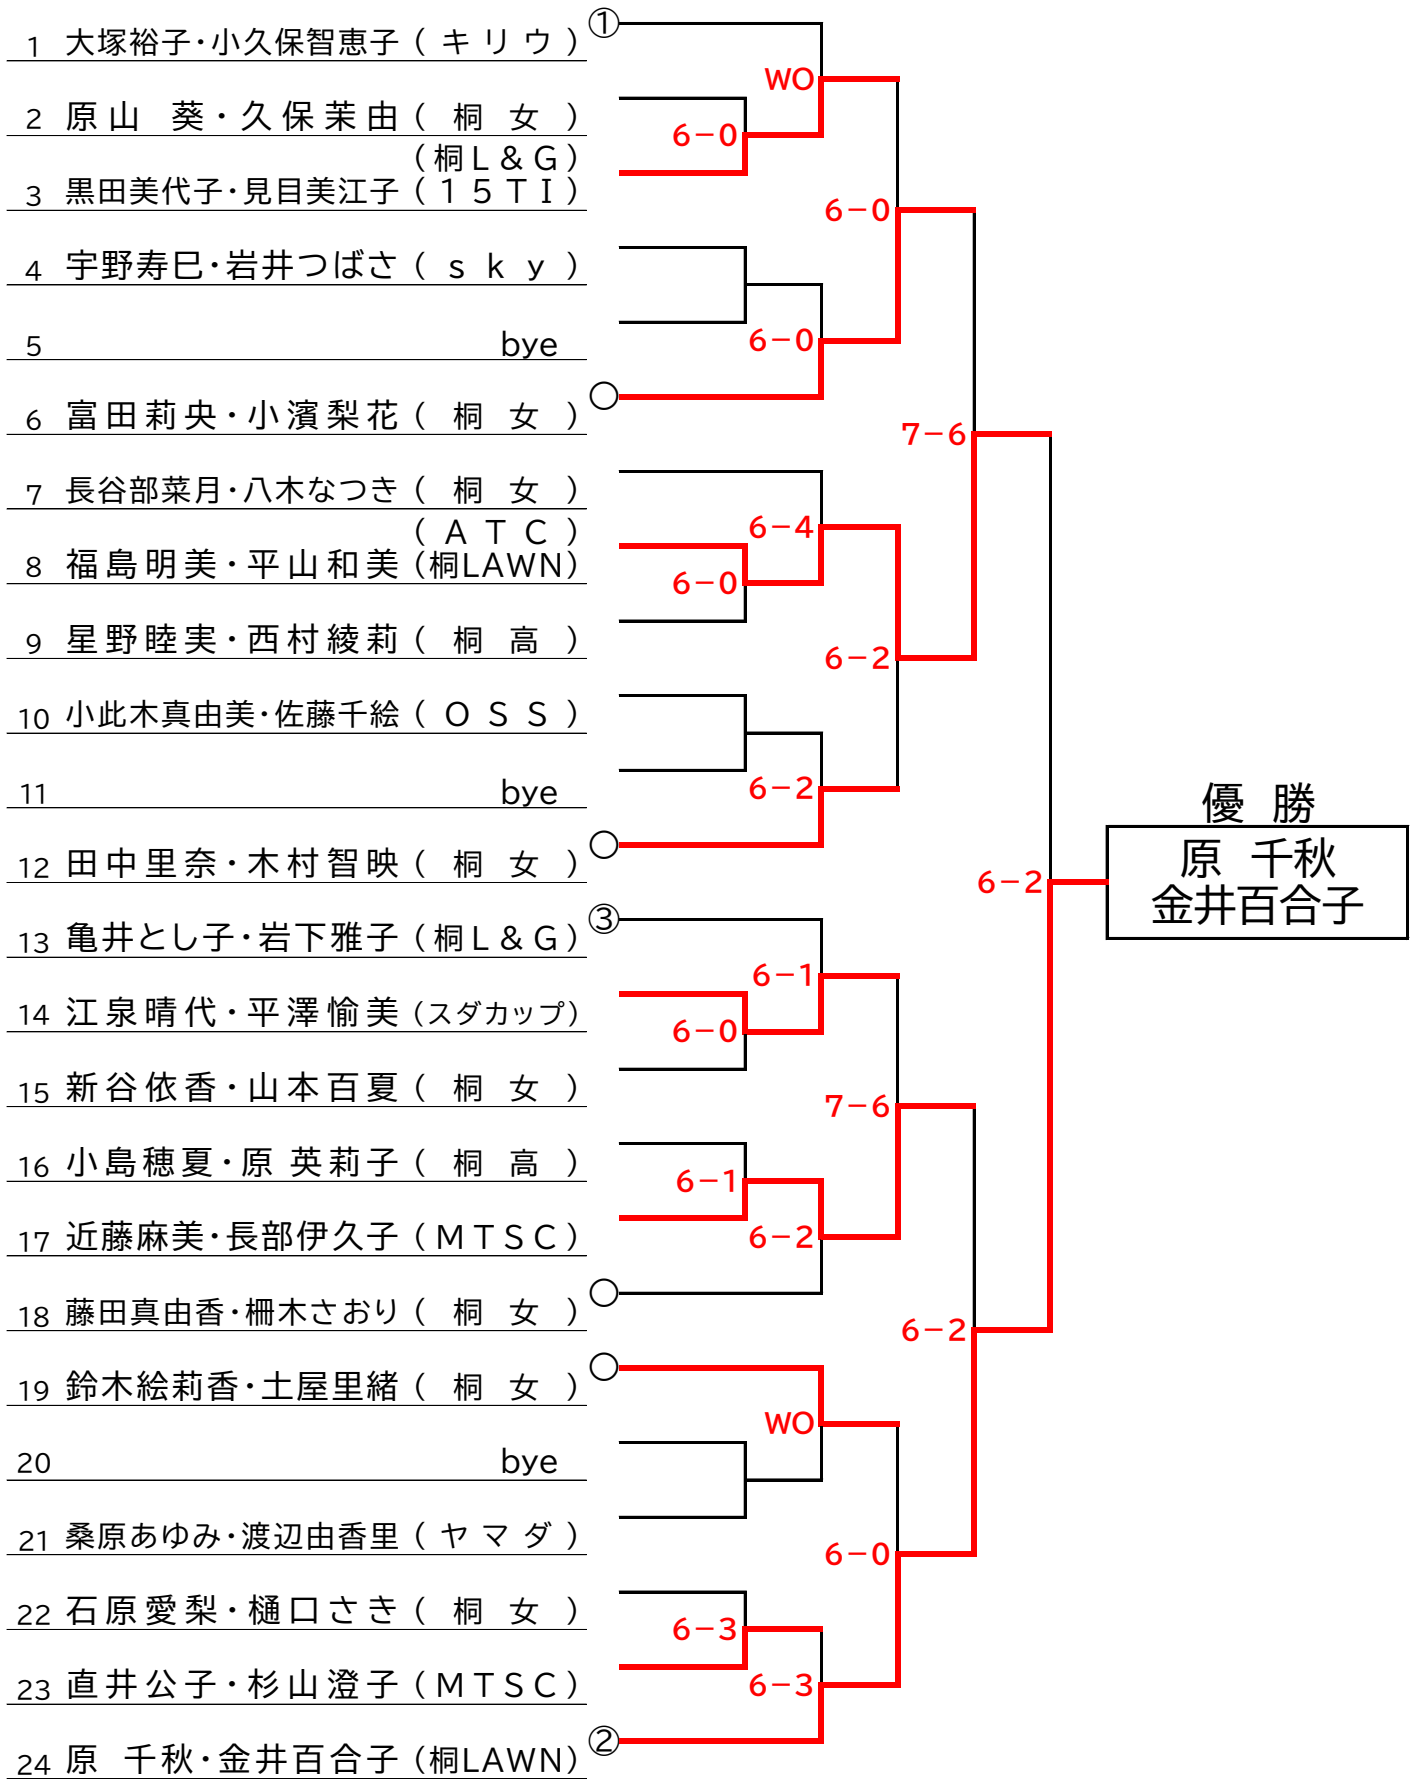 1 大塚裕子・小久保智恵子 ( キ リ ウ ) ①
WO
2 原山 葵・久保茉由 ( 桐 女 )
6-0
(桐L&G)
3 黒田美代子・見目美江子 (15TI)
6-0
4 宇野寿巳・岩井つばさ ( s k y )
5 bye
6-0
6 富田莉央・小濱梨花 ( 桐 女 ) ○
7-6
7 長谷部菜月・八木なつき ( 桐 女 )
(ATC)
6-4
8 福島明美・平山和美 (桐LAWN)
6-0
9 星野睦実・西村綾莉 ( 桐 高 )
6-2
10 小此木真由美・佐藤千絵 ( O S S )
11 bye
6-2
12 田中里奈・木村智映 ( 桐 女 ) ○
優 勝
原 千秋
金井百合子
6-2
13 亀井とし子・岩下雅子 (桐L&G) ③
6-1
14 江泉晴代・平澤愉美 (スダカップ)
6-0
15 新谷依香・山本百夏 ( 桐 女 )
7-6
16 小島穂夏・原 英莉子 ( 桐 高 )
6-1
17 近藤麻美・長部伊久子 (MTSC)
6-2
18 藤田真由香・柵木さおり ( 桐 女 ) ○
6-2
19 鈴木絵莉香・土屋里緒 ( 桐 女 ) ○
WO
20 bye
21 桑原あゆみ・渡辺由香里 ( ヤ マ ダ )
6-0
22 石原愛梨・樋口さき ( 桐 女 )
6-3
23 直井公子・杉山澄子 (MTSC)
6-3
24 原 千秋・金井百合子 (桐LAWN) ②